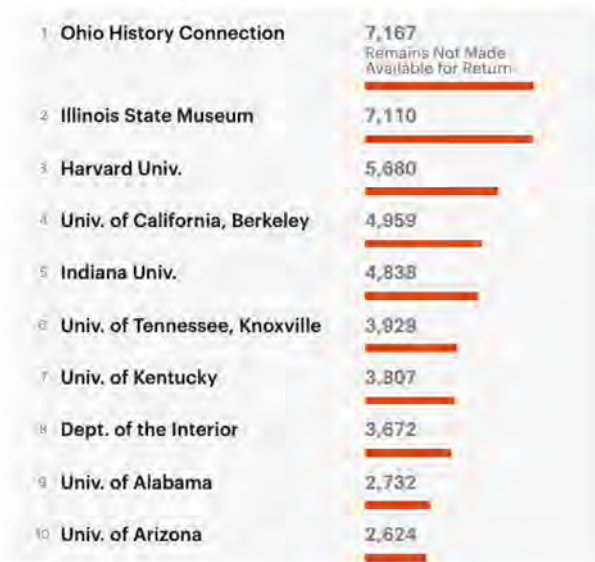 1 Ohio History Connection 7,167
Remains Not Made
Available for Return
2 Illinois State Museum 7,110
3 Harvard Univ. 5,680
4 Univ. of California, Berkeley 4,959
5 Indiana Univ. 4,838
6 Univ. of Tennessee, Knoxville 3,929
7 Univ. of Kentucky 3,807
8 Dept. of the Interior 3,672
9 Univ. of Alabama 2,732
10 Univ. of Arizona 2,624